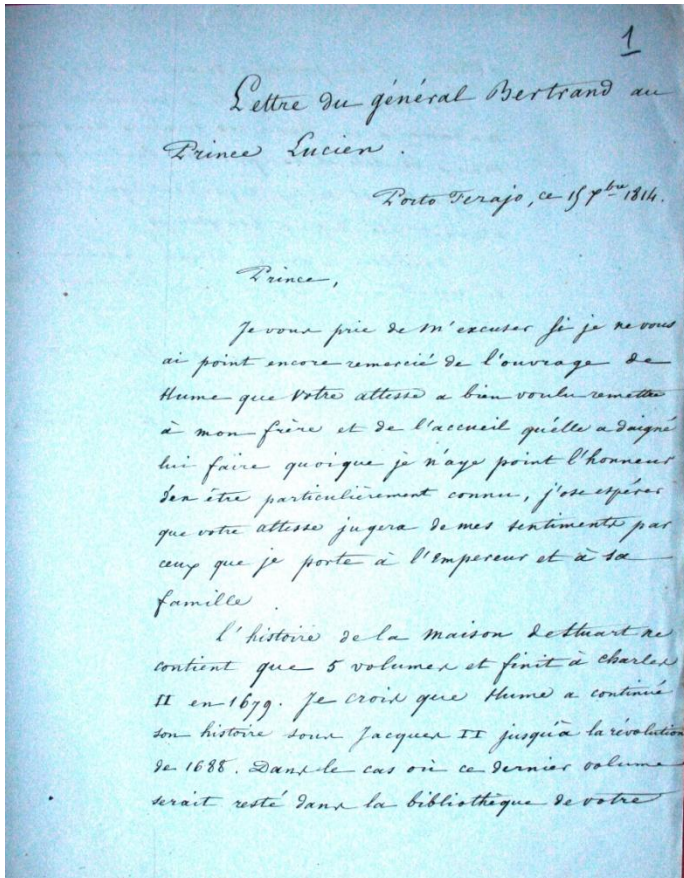 1
Lettre du général Bertrand au
Prince Lucien.
Porto Ferajo, ce 15 Xbre 1814.
Prince,
Je vous prie de m'excuser si je ne vous
ai point encore remercié de l'ouvrage de
Hume que Votre altesse a bien voulu remettre
à mon frère et de l'accueil qu'elle a daigné
lui faire quoique je n'aye point l'honneur
d'en être particulièrement connu, j'ose espérer
que votre altesse jugera de mes sentiments par
ceux que je porte à l'Empereur et à sa
famille
l'histoire de la maison de Stuart ne
contient que 5 volumes et finit à Charles
II en 1679. Je crois que Hume a continué
son histoire sous Jacques II jusqu'à la révolution
de 1688. Dans le cas où ce dernier volume
serait resté dans la bibliothèque de votre